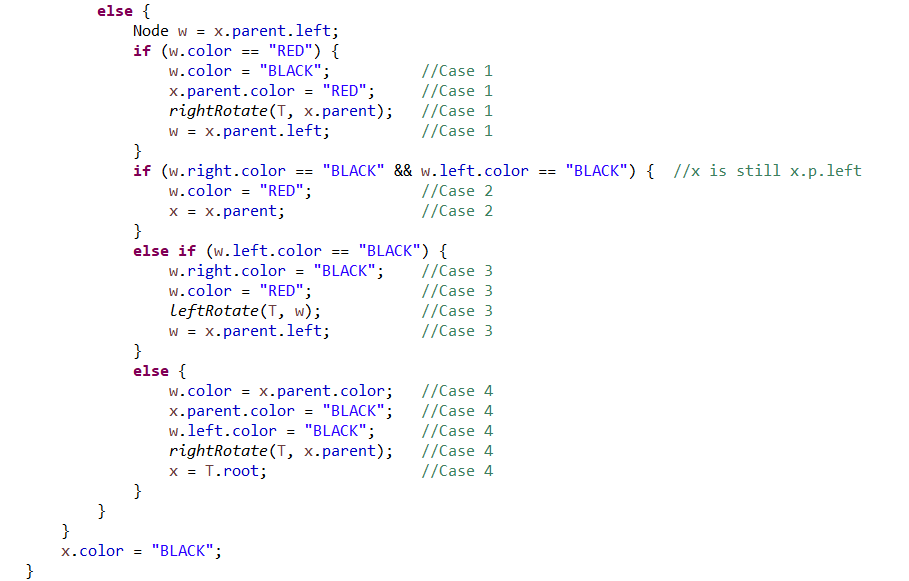 else {
Node w = x.parent.left;
if (w.color == "RED") {
w.color = "BLACK"; //Case 1
x.parent.color = "RED"; //Case 1
rightRotate(T, x.parent); //Case 1
w = x.parent.left; //Case 1
}
if (w.right.color == "BLACK" && w.left.color == "BLACK") { //x is still x.p.left
w.color = "RED"; //Case 2
x = x.parent; //Case 2
}
else if (w.left.color == "BLACK") {
w.right.color = "BLACK"; //Case 3
w.color = "RED"; //Case 3
leftRotate(T, w); //Case 3
w = x.parent.left; //Case 3
}
else {
w.color = x.parent.color; //Case 4
x.parent.color = "BLACK"; //Case 4
w.left.color = "BLACK"; //Case 4
rightRotate(T, x.parent); //Case 4
x = T.root; //Case 4
}
}
}
x.color = "BLACK";
}